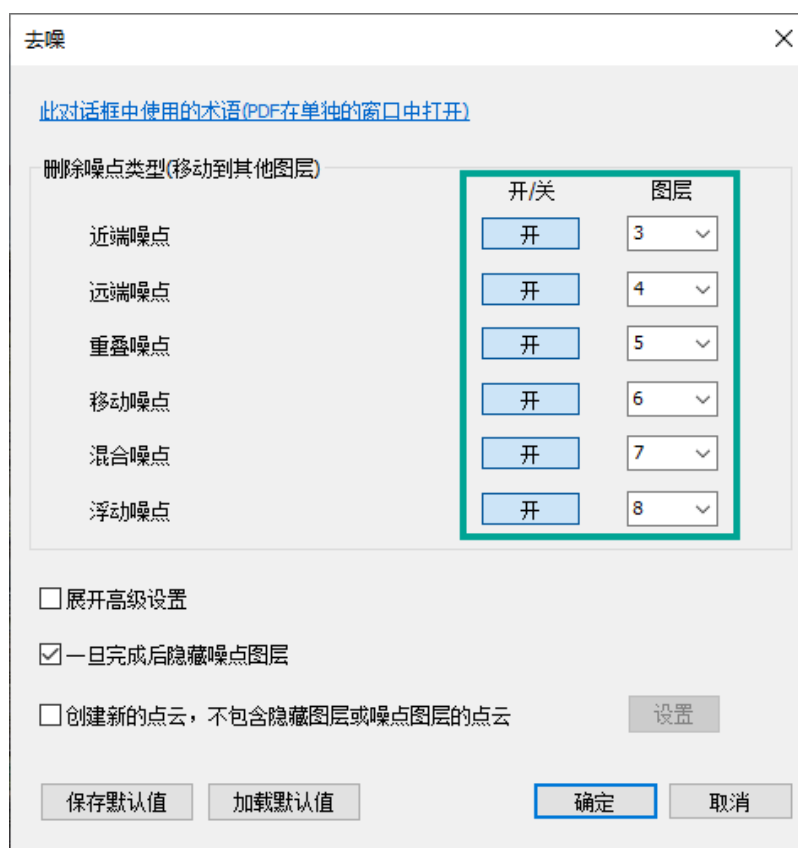 去噪
此对话框中使用的术语(PDF在单独的窗口中打开)
删除噪点类型(移动到其他图层)
开/关 图层
近端噪点 开 3
远端噪点 开 4
重叠噪点 开 5
移动噪点 开 6
混合噪点 开 7
浮动噪点 开 8
展开高级设置
一旦完成后隐藏噪点图层
创建新的点云，不包含隐藏图层或噪点图层的点云 设置
保存默认值 加载默认值 确定 取消